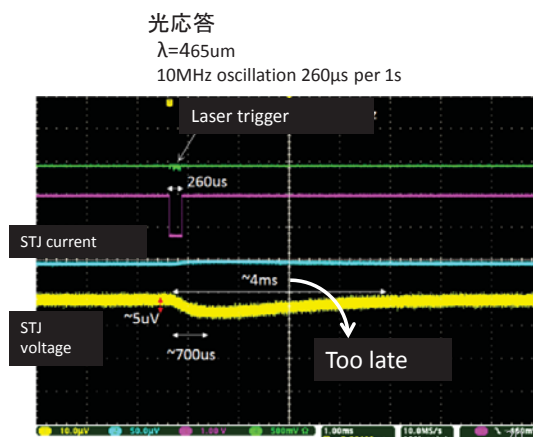 光応答
λ=465um
10MHz oscillation 260μs per 1s
Laser trigger
260us
STJ current
~4ms
~5uV
STJ
voltage
~700us
Too late
10.0μV 50.0μV 1.00 V 500mV Ω 1.00ms 10.0MS/s